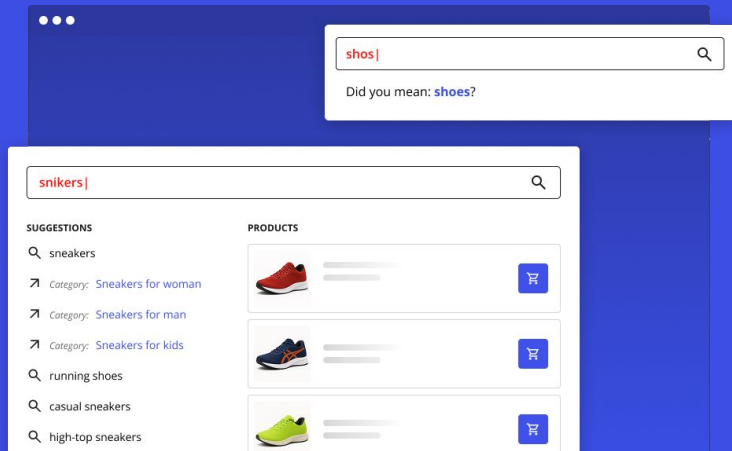 shos|
Did you mean: shoes?
snikers|
SUGGESTIONS
sneakers
Category: Sneakers for woman
Category: Sneakers for man
Category: Sneakers for kids
running shoes
casual sneakers
high-top sneakers
PRODUCTS